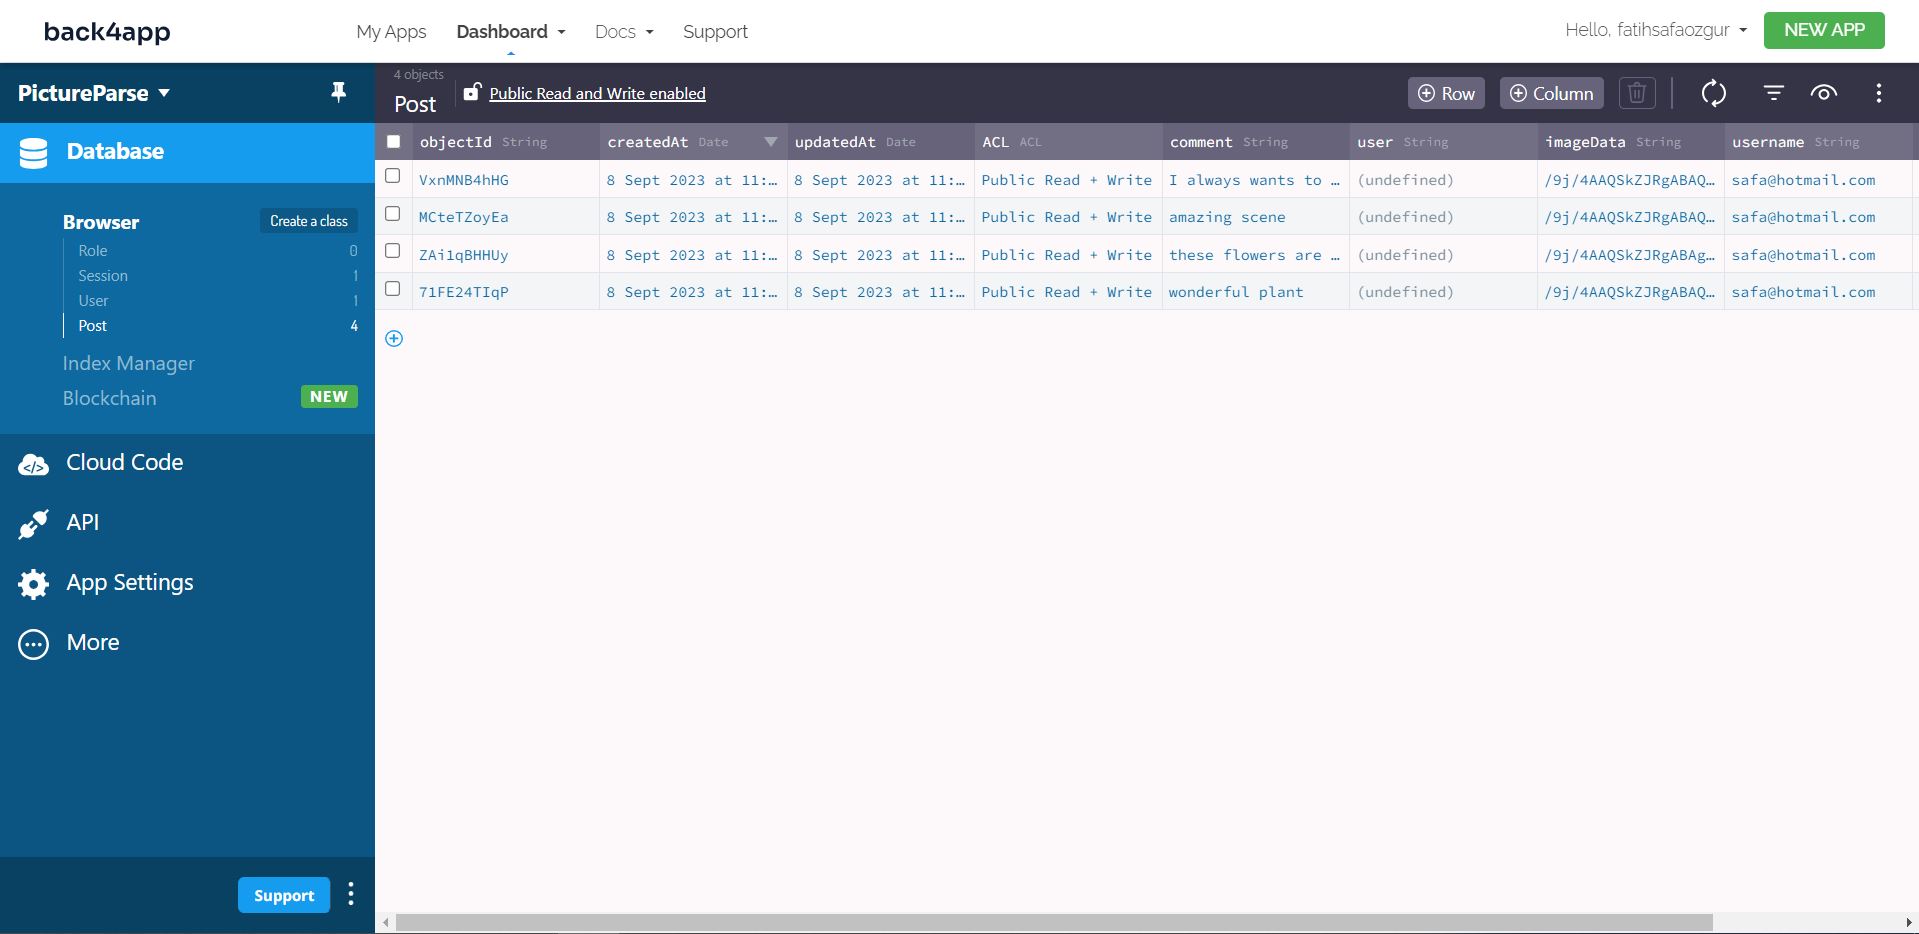 back4app My Apps Dashboard Docs Support Hello, fatihsafaozgur NEW APP
PictureParse
Database
Browser Create a class
Role 0
Session 1
User 1
Post 4
Index Manager
Blockchain NEW
Cloud Code
API
App Settings
More
Support
4 objects
Post Public Read and Write enabled Row Column
objectId String createdAt Date updatedAt Date ACL ACL comment String user String imageData String username String
VxnMNB4hHG 8 Sept 2023 at 11:… 8 Sept 2023 at 11:… Public Read + Write I always wants to … (undefined) /9j/4AAQSkZJRgABAQ… safa@hotmail.com
MCteTZoyEa 8 Sept 2023 at 11:… 8 Sept 2023 at 11:… Public Read + Write amazing scene (undefined) /9j/4AAQSkZJRgABAQ… safa@hotmail.com
ZAi1qBHHUy 8 Sept 2023 at 11:… 8 Sept 2023 at 11:… Public Read + Write these flowers are … (undefined) /9j/4AAQSkZJRgABAg… safa@hotmail.com
71FE24TIqP 8 Sept 2023 at 11:… 8 Sept 2023 at 11:… Public Read + Write wonderful plant (undefined) /9j/4AAQSkZJRgABAQ… safa@hotmail.com